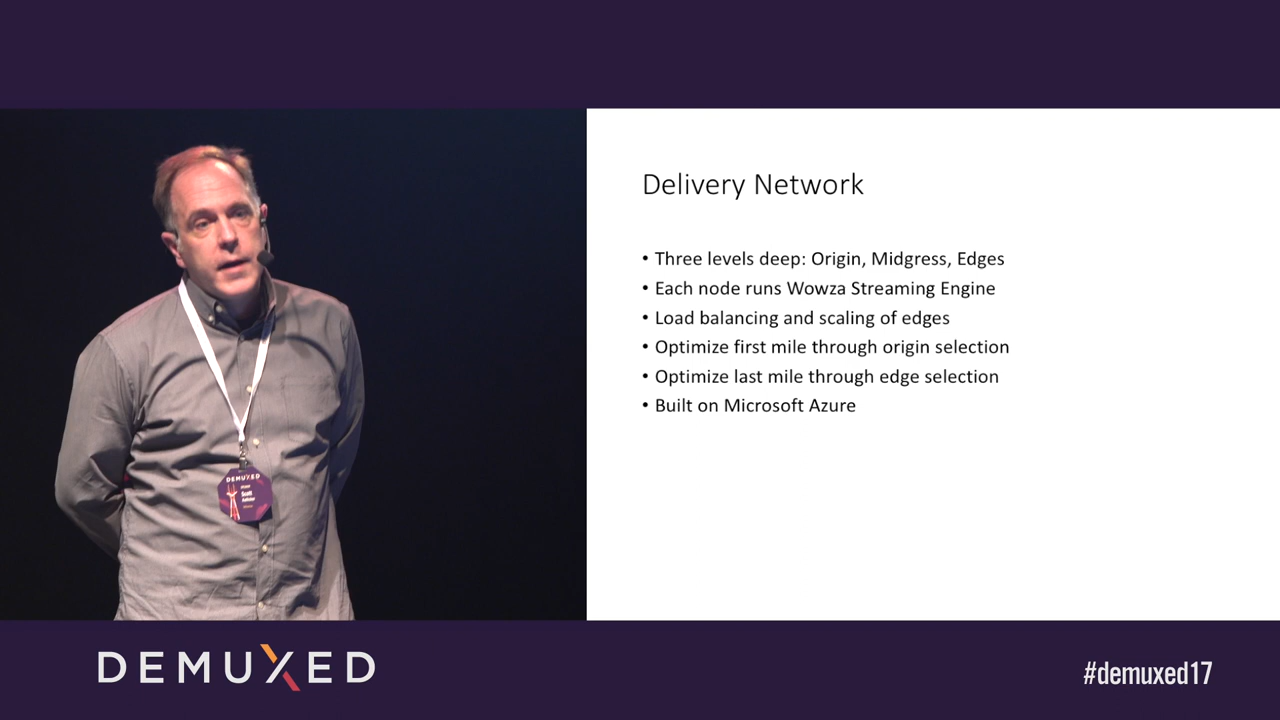 Delivery Network
• Three levels deep: Origin, Midgress, Edges
• Each node runs Wowza Streaming Engine
• Load balancing and scaling of edges
• Optimize first mile through origin selection
• Optimize last mile through edge selection
• Built on Microsoft Azure
DEMUXED
Scott
DEMUXED
#demuxed17